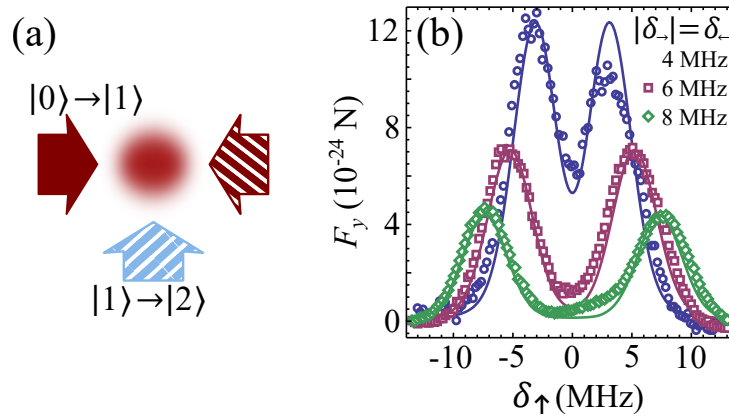 (a)
|0⟩→|1⟩
|1⟩→|2⟩
(b)
|δ→|=δ←
4 MHz
6 MHz
8 MHz
12
8
4
0
F_y (10^-24 N)
-10 -5 0 5 10
δ↑(MHz)